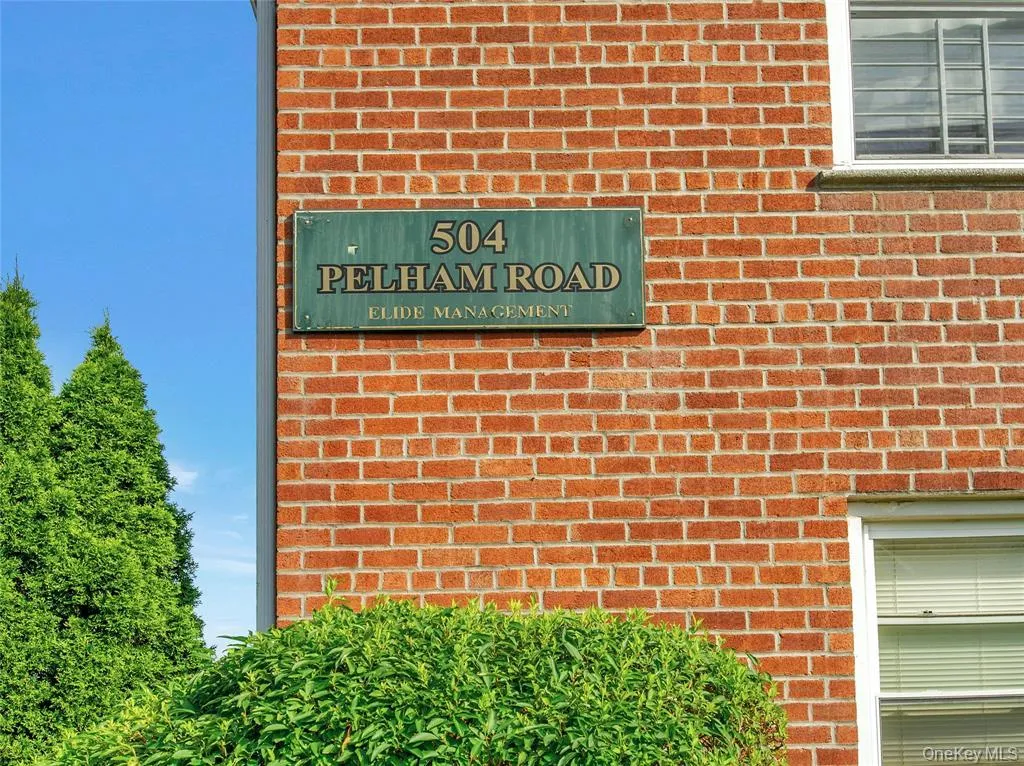 504
PELHAM ROAD
ELIDE MANAGEMENT
OneKey MLS